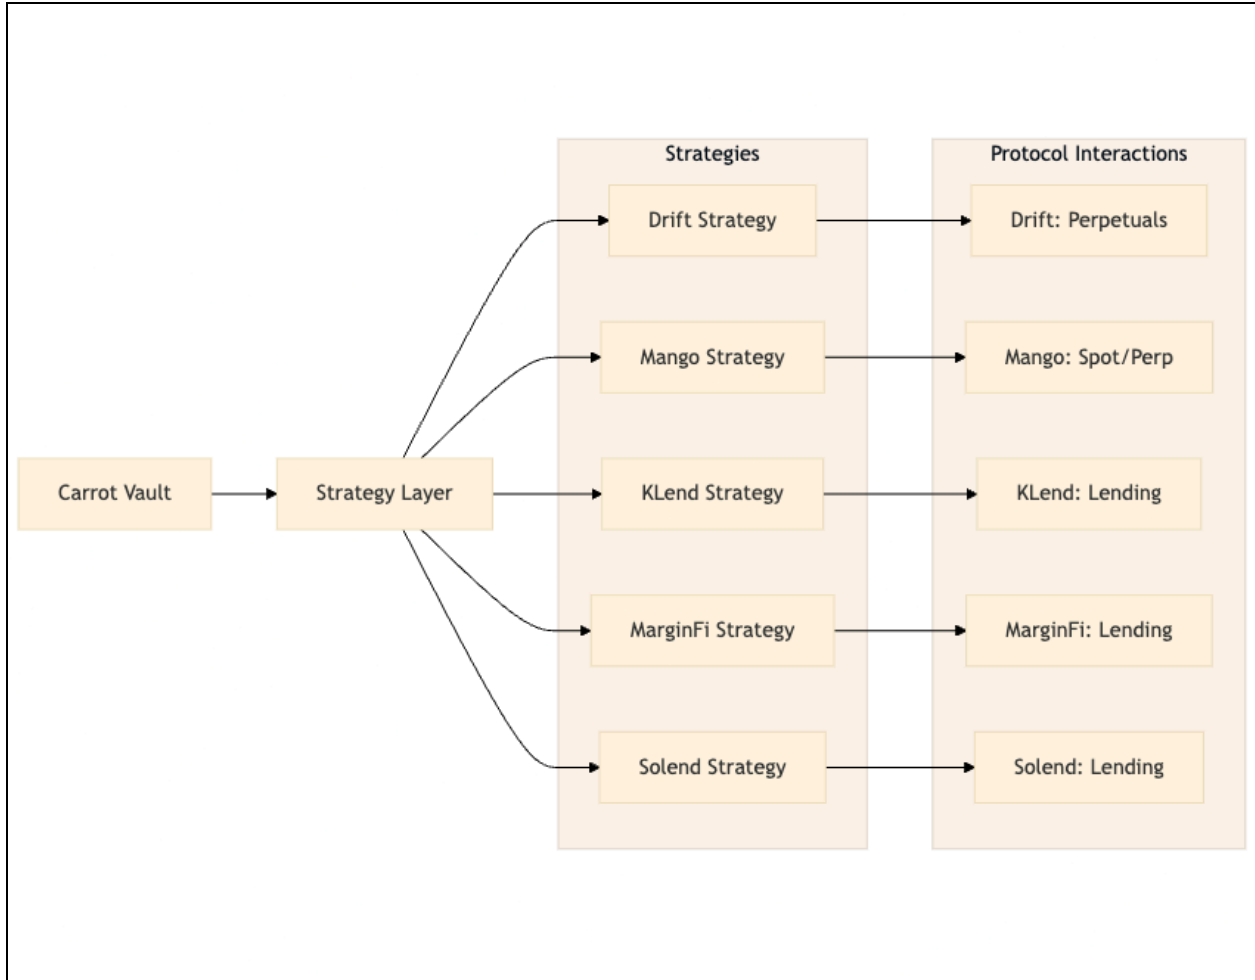 Strategies
Protocol Interactions
Drift Strategy
Drift: Perpetuals
Mango Strategy
Mango: Spot/Perp
Carrot Vault
Strategy Layer
KLend Strategy
KLend: Lending
MarginFi Strategy
MarginFi: Lending
Solend Strategy
Solend: Lending